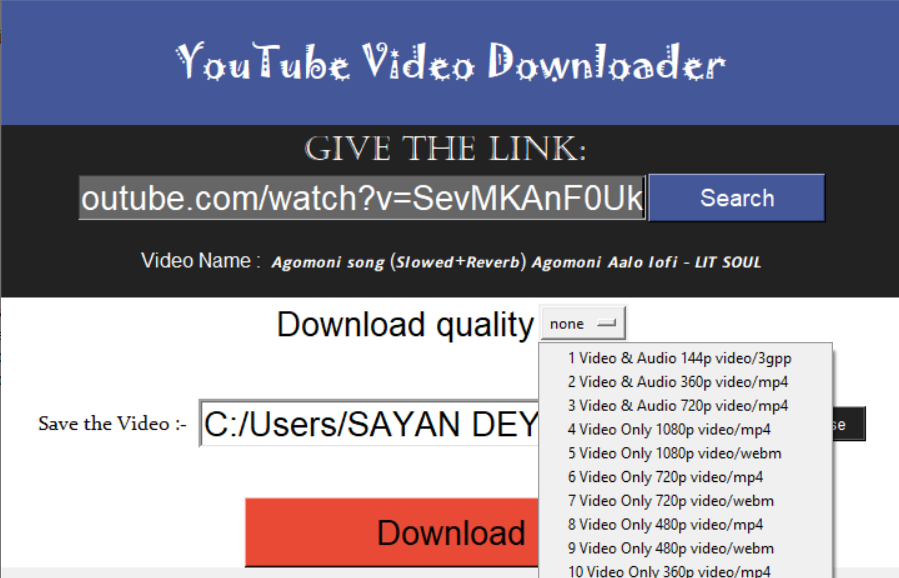 YouTube Video Downloader
GIVE THE LINK:
outube.com/watch?v=SevMKAnF0Uk Search
Video Name : Agomoni song (Slowed+Reverb) Agomoni Aalo lofi - LIT SOUL
Download quality none
1 Video & Audio 144p video/3gpp
2 Video & Audio 360p video/mp4
3 Video & Audio 720p video/mp4
4 Video Only 1080p video/mp4
5 Video Only 1080p video/webm
6 Video Only 720p video/mp4
7 Video Only 720p video/webm
8 Video Only 480p video/mp4
9 Video Only 480p video/webm
10 Video Only 360p video/mp4
Save the Video :- C:/Users/SAYAN DEY
Download